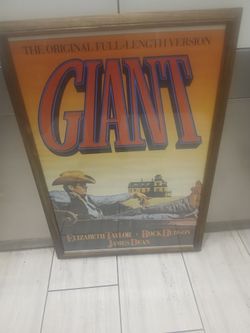 THE ORIGINAL FULL-LENGTH VERSION
GIANT
ELIZABETH TAYLOR · ROCK HUDSON
JAMES DEAN